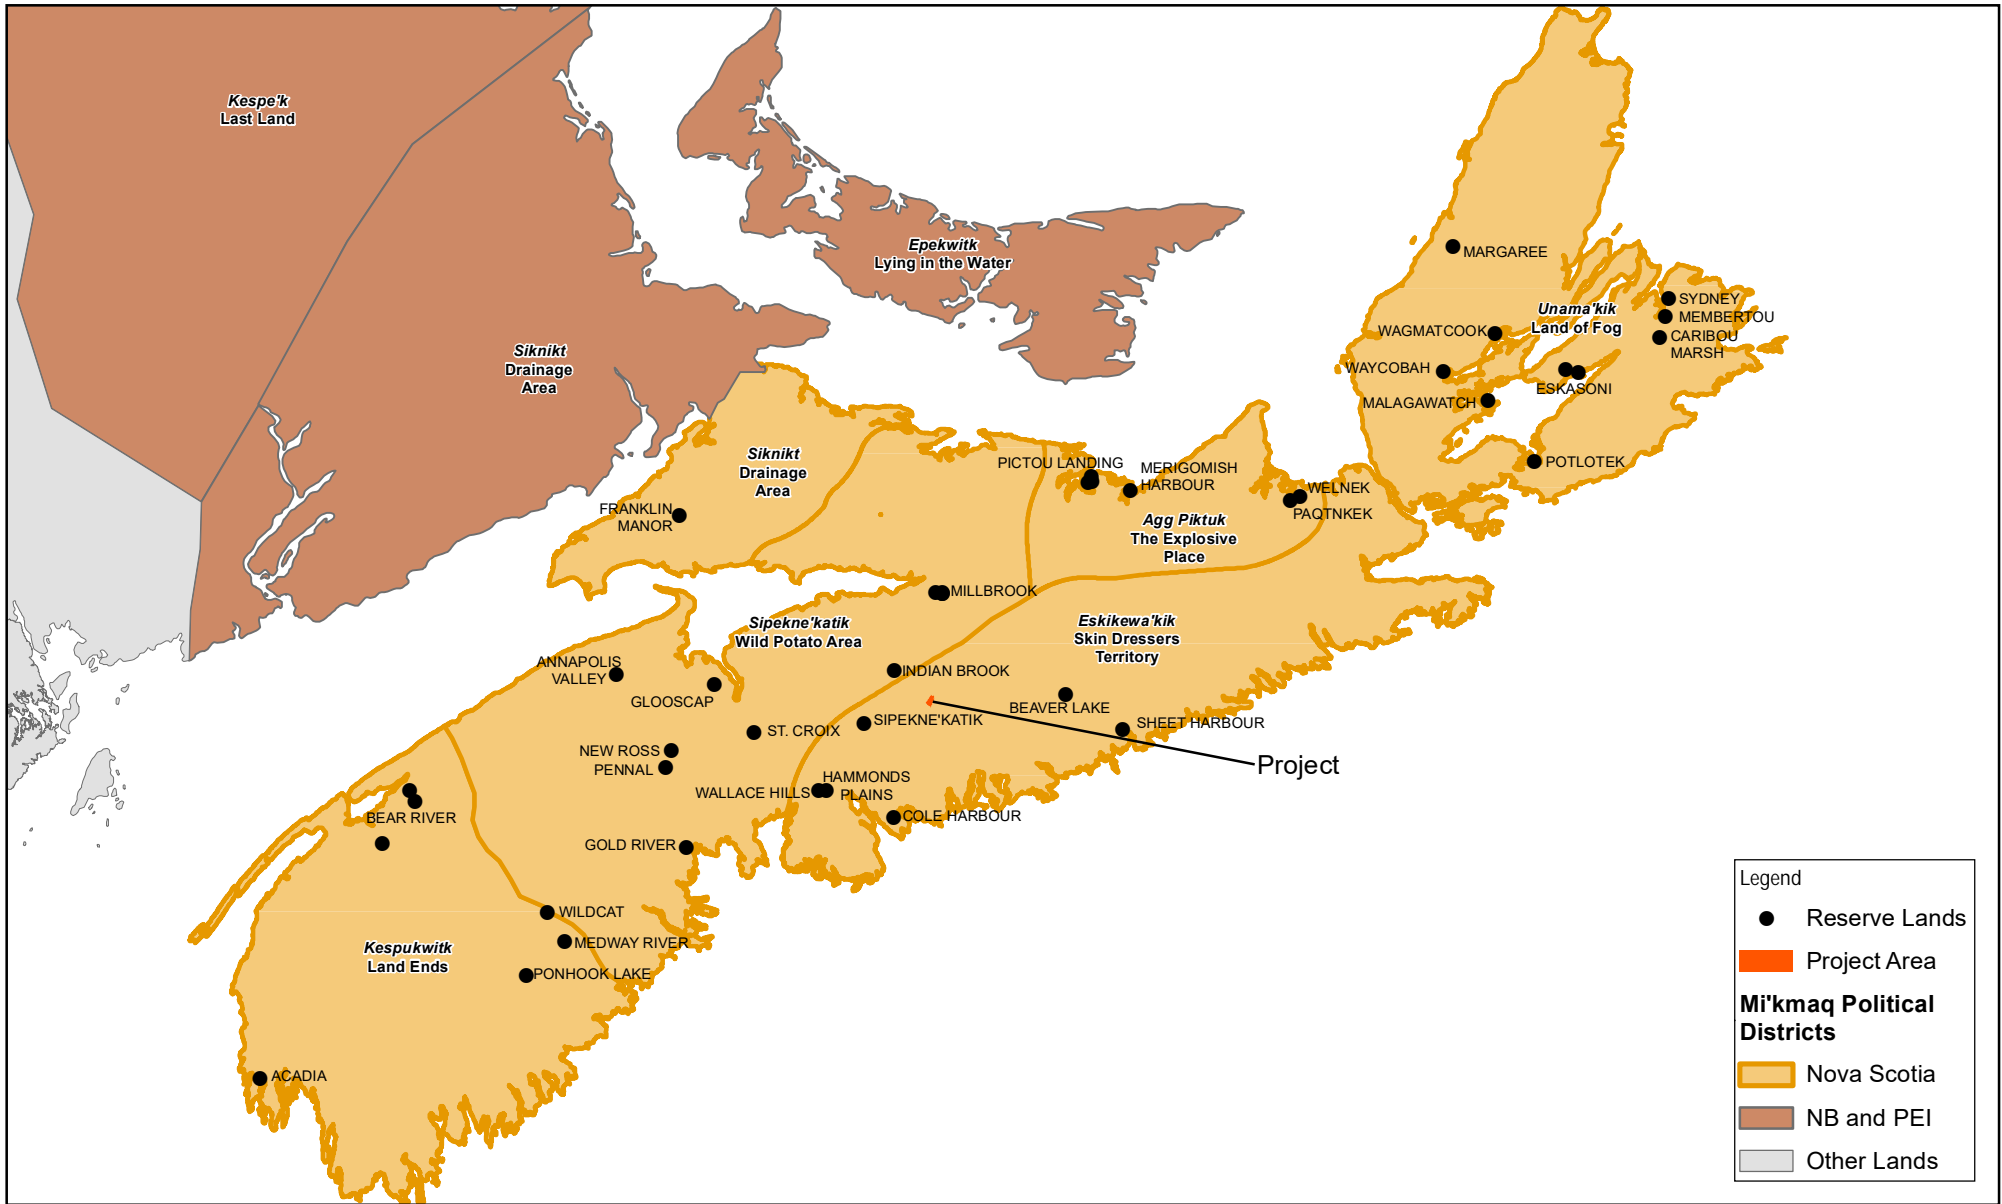 Kespe'k
Last Land
Epekwitk
Lying in the Water
MARGAREE
SYDNEY
Unama'kik
Land of Fog
MEMBERTOU
WAGMATCOOK
CARIBOU
MARSH
Siknikt
Drainage
Area
WAYCOBAH
ESKASONI
MALAGAWATCH
Siknikt
Drainage
Area
PICTOU LANDING
MERIGOMISH
HARBOUR
POTLOTEK
WELNEK
PAQTNKEK
FRANKLIN
MANOR
Agg Piktuk
The Explosive
Place
MILLBROOK
Sipekne'katik
Wild Potato Area
Eskikewa'kik
Skin Dressers
Territory
ANNAPOLIS
VALLEY
INDIAN BROOK
GLOOSCAP
BEAVER LAKE
SIPEKNE'KATIK
SHEET HARBOUR
ST. CROIX
NEW ROSS
PENNAL
Project
HAMMONDS
PLAINS
WALLACE HILLS
BEAR RIVER
COLE HARBOUR
GOLD RIVER
WILDCAT
MEDWAY RIVER
Kespukwitk
Land Ends
PONHOOK LAKE
ACADIA
Legend
Reserve Lands
Project Area
Mi'kmaq Political
Districts
Nova Scotia
NB and PEI
Other Lands